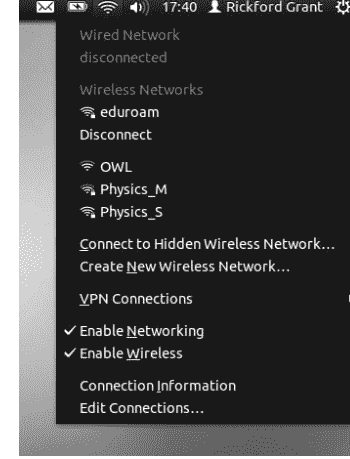 17:40 Rickford Grant
Wired Network
disconnected
Wireless Networks
eduroam
Disconnect
OWL
Physics_M
Physics_S
Connect to Hidden Wireless Network...
Create New Wireless Network...
VPN Connections
Enable Networking
Enable Wireless
Connection Information
Edit Connections...